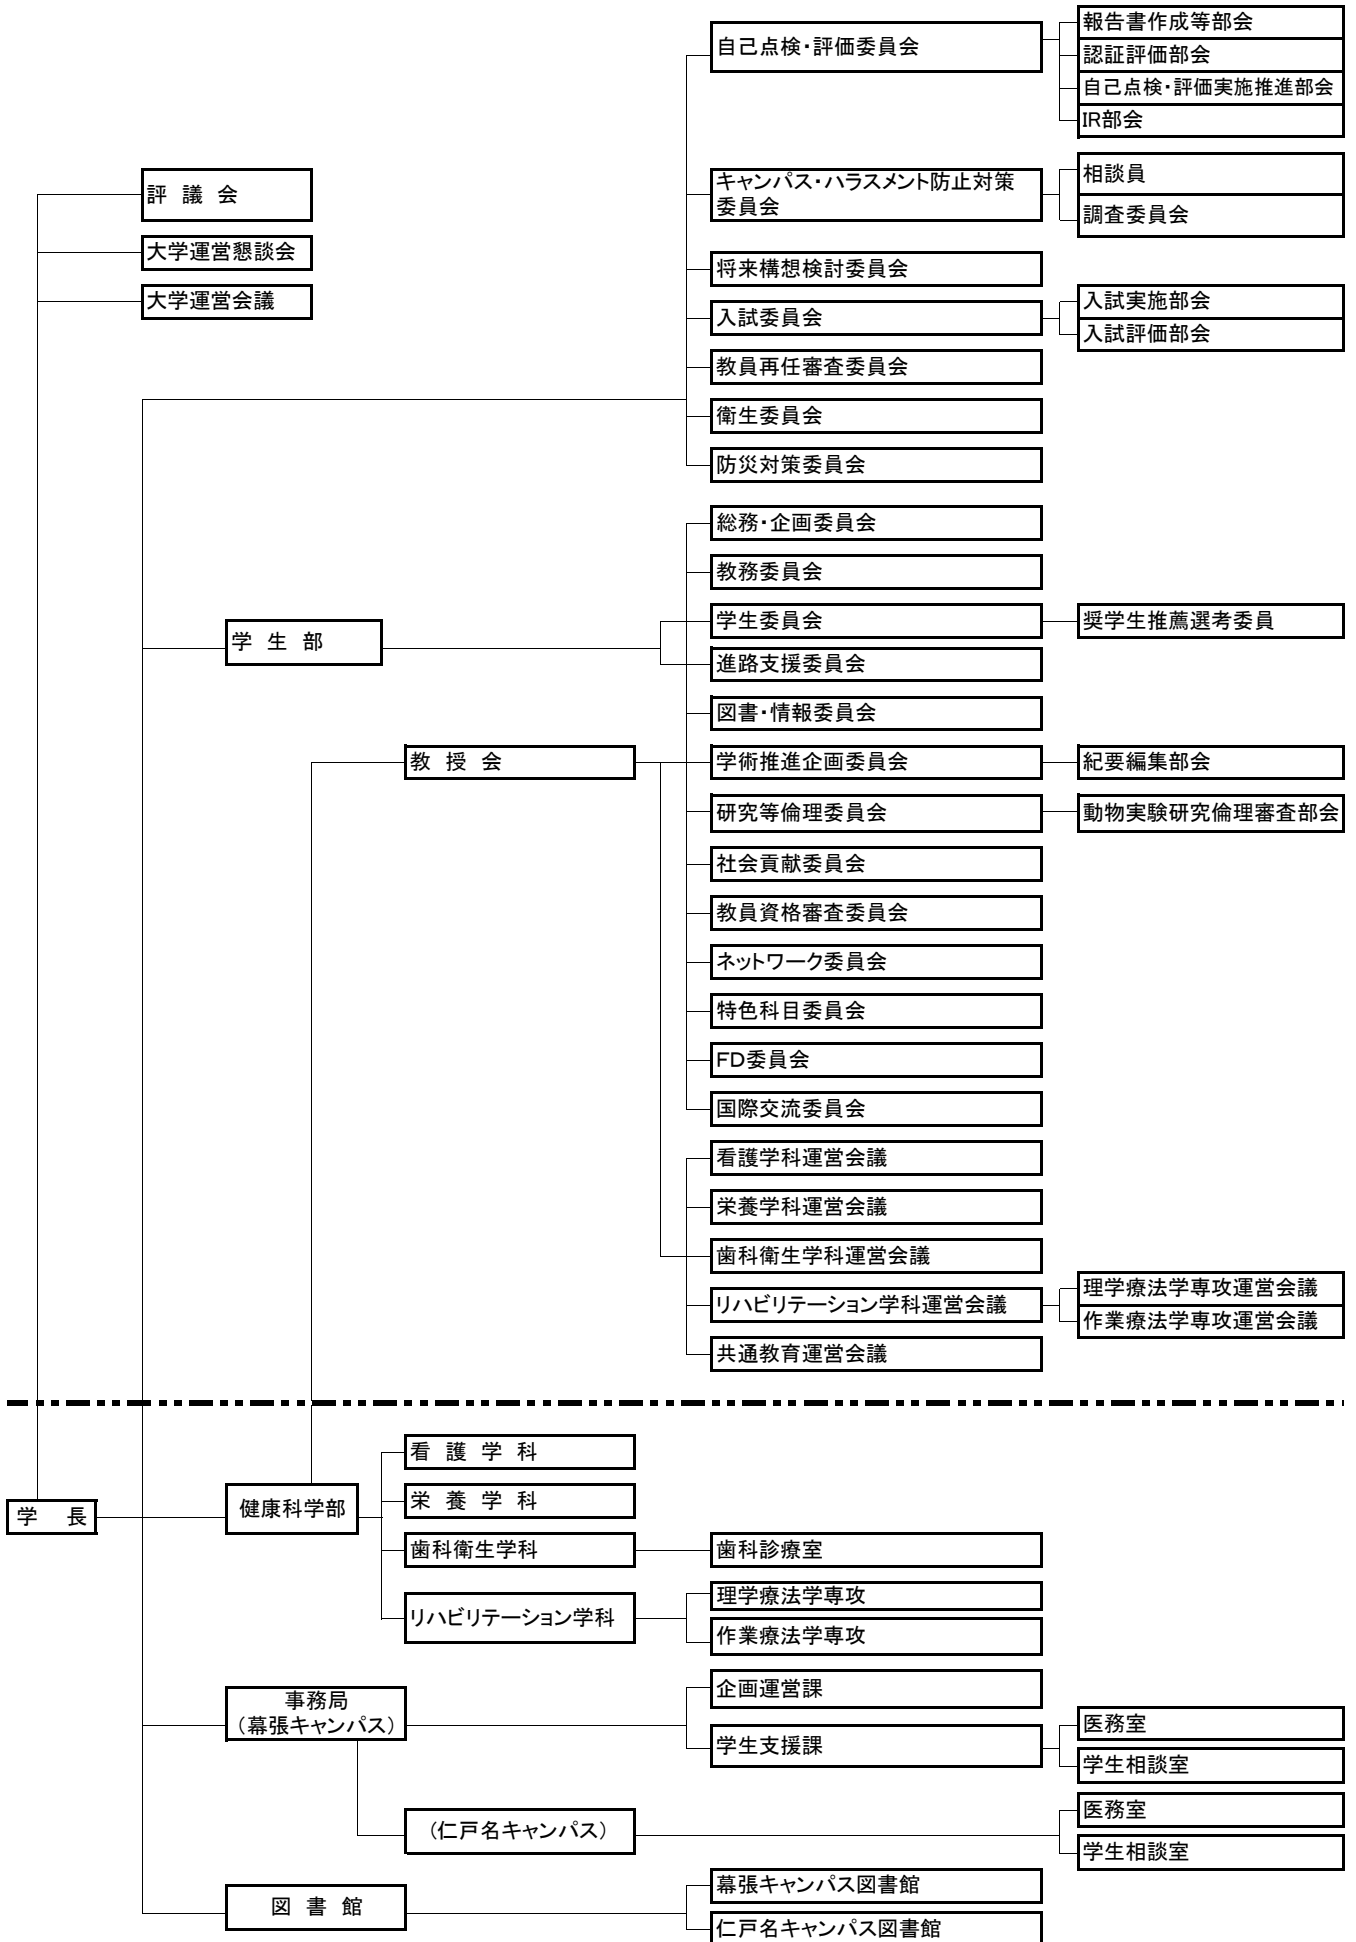 自己点検・評価委員会
報告書作成等部会
認証評価部会
自己点検・評価実施推進部会
IR部会
キャンパス・ハラスメント防止対策
委員会
相談員
調査委員会
評 議 会
大学運営懇談会
大学運営会議
将来構想検討委員会
入試委員会
入試実施部会
入試評価部会
教員再任審査委員会
衛生委員会
防災対策委員会
総務・企画委員会
教務委員会
学 生 部
学生委員会
奨学生推薦選考委員
進路支援委員会
図書・情報委員会
教 授 会
学術推進企画委員会
紀要編集部会
研究等倫理委員会
動物実験研究倫理審査部会
社会貢献委員会
教員資格審査委員会
ネットワーク委員会
特色科目委員会
FD委員会
国際交流委員会
看護学科運営会議
栄養学科運営会議
歯科衛生学科運営会議
リハビリテーション学科運営会議
理学療法学専攻運営会議
作業療法学専攻運営会議
共通教育運営会議
学 長
健康科学部
看 護 学 科
栄 養 学 科
歯科衛生学科
歯科診療室
リハビリテーション学科
理学療法学専攻
作業療法学専攻
事務局
（幕張キャンパス）
企画運営課
学生支援課
医務室
学生相談室
（仁戸名キャンパス）
医務室
学生相談室
図 書 館
幕張キャンパス図書館
仁戸名キャンパス図書館